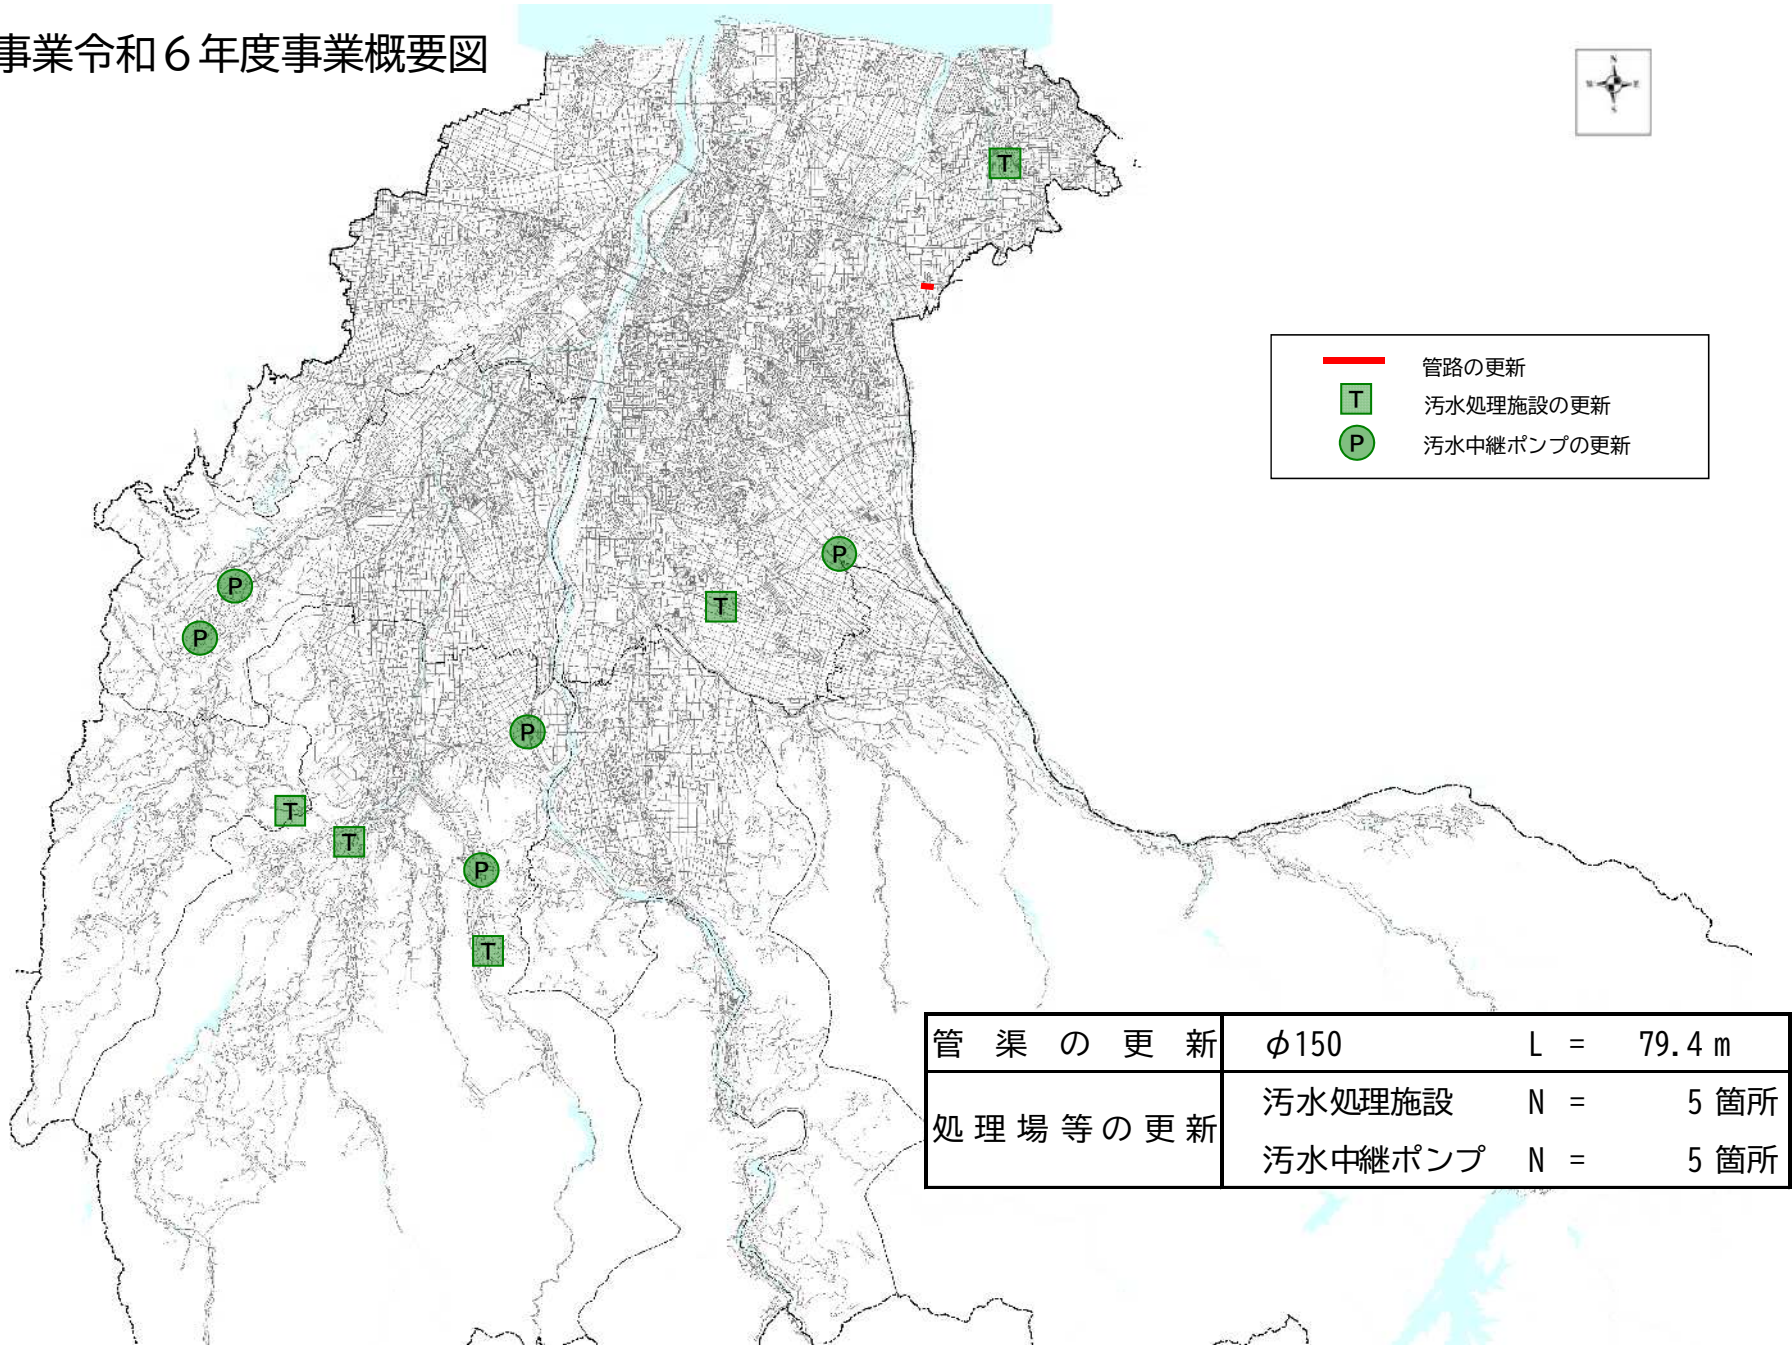 事業令和６年度事業概要図
N
W E
S
T
管路の更新
T 汚水処理施設の更新
P 汚水中継ポンプの更新
P
P
T
P
P
T
T
P
T
管渠の更新 φ150 L = 79.4 m
処理場等の更新
汚水処理施設 N = 5 箇所
汚水中継ポンプ N = 5 箇所